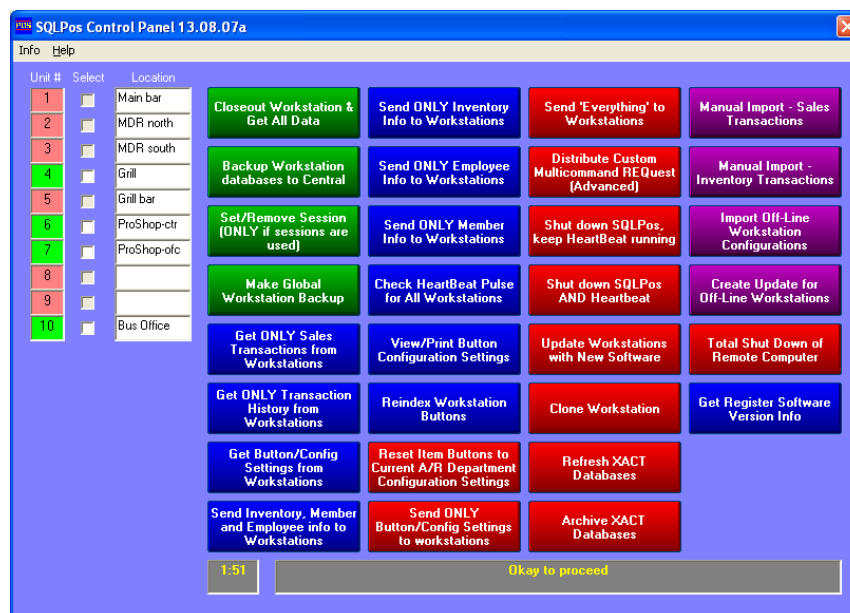 POS SQLPos Control Panel 13.08.07a
Info Help
Unit # Select Location
1 Main bar
2 MDR north
3 MDR south
4 Grill
5 Grill bar
6 ProShop-ctr
7 ProShop-ofc
8
9
10 Bus Office
Closeout Workstation &
Get All Data
Send ONLY Inventory
Info to Workstations
Send 'Everything' to
Workstations
Manual Import - Sales
Transactions
Backup Workstation
databases to Central
Send ONLY Employee
Info to Workstations
Distribute Custom
Multicommand REQuest
(Advanced)
Manual Import -
Inventory Transactions
Set/Remove Session
(ONLY if sessions are
used)
Send ONLY Member
Info to Workstations
Shut down SQLPos,
keep HeartBeat running
Import Off-Line
Workstation
Configurations
Make Global
Workstation Backup
Check HeartBeat Pulse
for All Workstations
Shut down SQLPos
AND Heartbeat
Create Update for
Off-Line Workstations
Get ONLY Sales
Transactions from
Workstations
View/Print Button
Configuration Settings
Update Workstations
with New Software
Total Shut Down of
Remote Computer
Get ONLY Transaction
History from
Workstations
Reindex Workstation
Buttons
Clone Workstation
Get Register Software
Version Info
Get Button/Config
Settings from
Workstations
Reset Item Buttons to
Current A/R Department
Configuration Settings
Refresh XACT
Databases
Send Inventory, Member
and Employee info to
Workstations
Send ONLY
Button/Config Settings
to workstations
Archive XACT
Databases
1:51
Okay to proceed